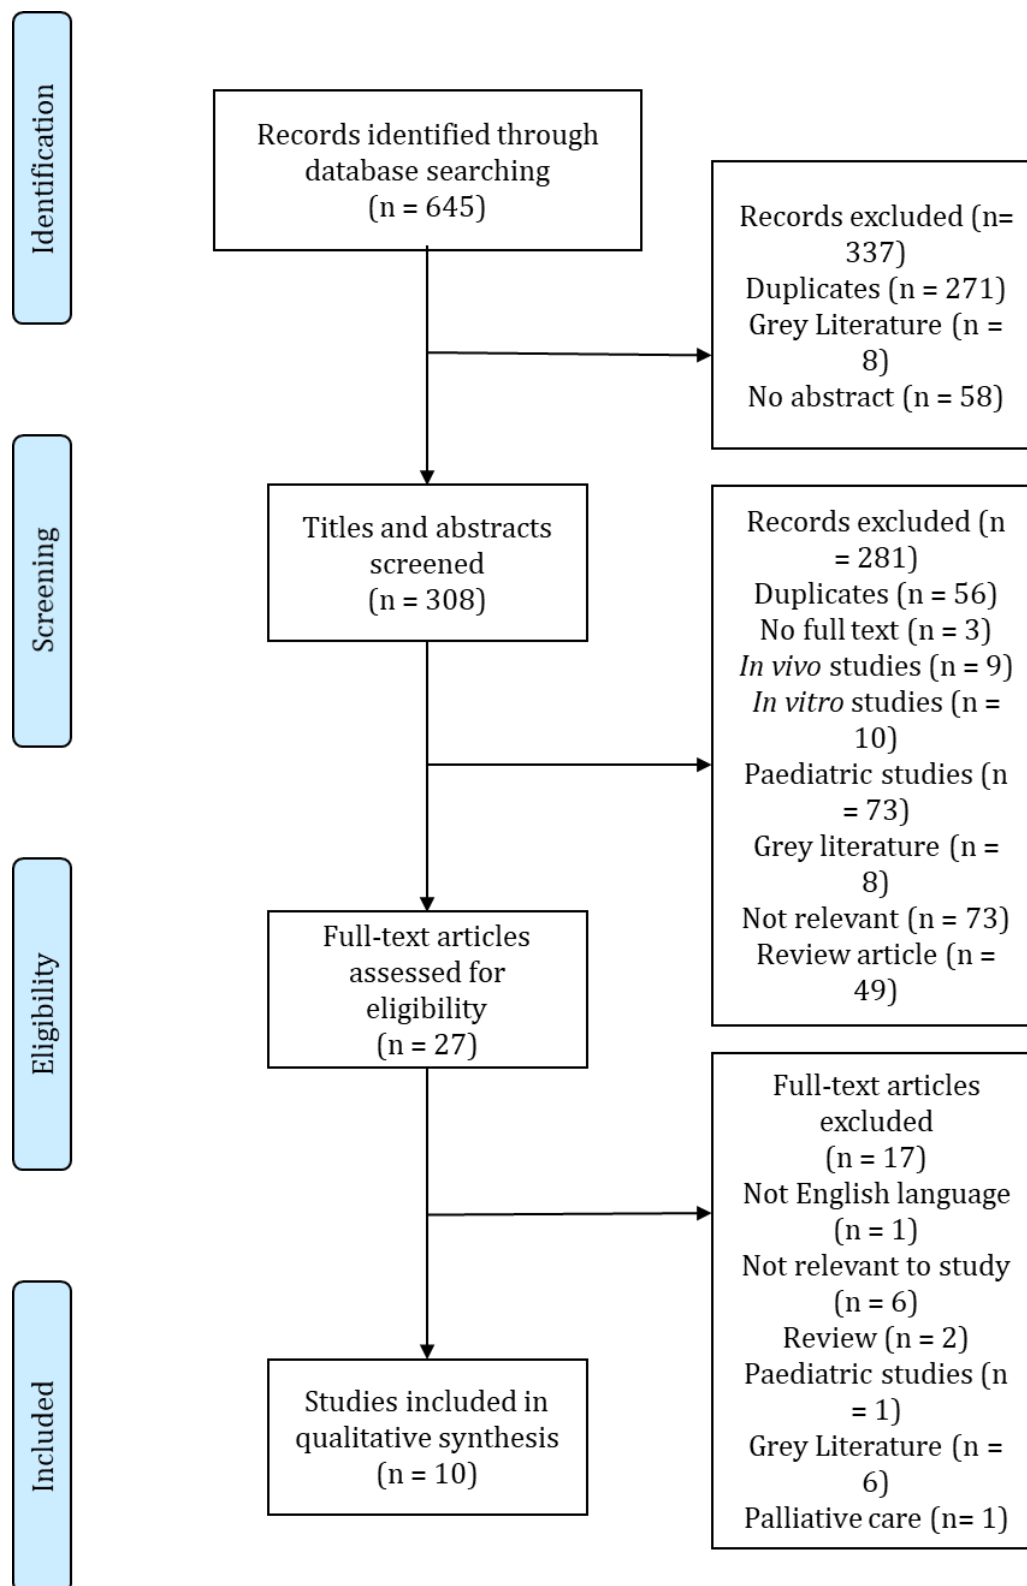 Identification
Records identified through
database searching
(n = 645)
Records excluded (n=
337)
Duplicates (n = 271)
Grey Literature (n =
8)
No abstract (n = 58)
Screening
Titles and abstracts
screened
(n = 308)
Records excluded (n
= 281)
Duplicates (n = 56)
No full text (n = 3)
In vivo studies (n = 9)
In vitro studies (n =
10)
Paediatric studies (n
= 73)
Grey literature (n =
8)
Not relevant (n = 73)
Review article (n =
49)
Eligibility
Full-text articles
assessed for
eligibility
(n = 27)
Full-text articles
excluded
(n = 17)
Not English language
(n = 1)
Not relevant to study
(n = 6)
Review (n = 2)
Paediatric studies (n
= 1)
Grey Literature (n =
6)
Palliative care (n= 1)
Included
Studies included in
qualitative synthesis
(n = 10)